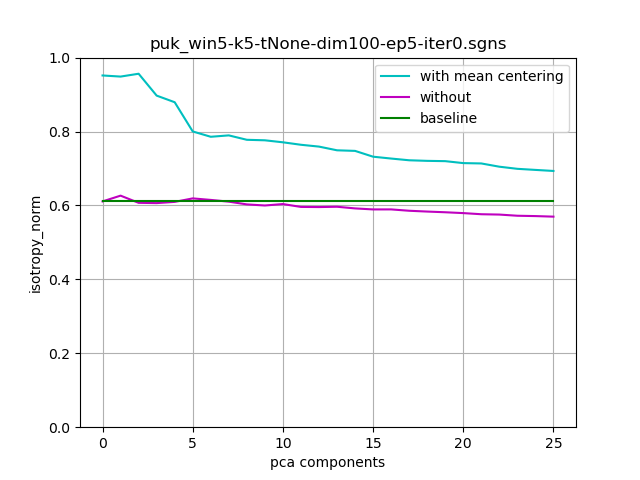 puk_win5-k5-tNone-dim100-ep5-iter0.sgns
with mean centering
without
baseline
isotropy_norm
1.0
0.8
0.6
0.4
0.2
0.0
0 5 10 15 20 25
pca components